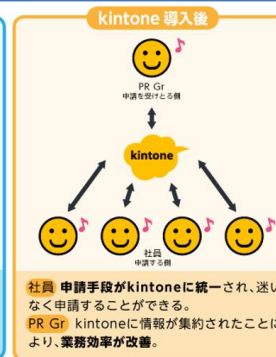 kintone 導入後
PR Gr
申請を受けとる側
kintone
社員
申請する側
社員 申請手段がkintoneに統一され、迷い
なく申請することができる。
PR Gr kintoneに情報が集約されたことに
より、業務効率が改善。